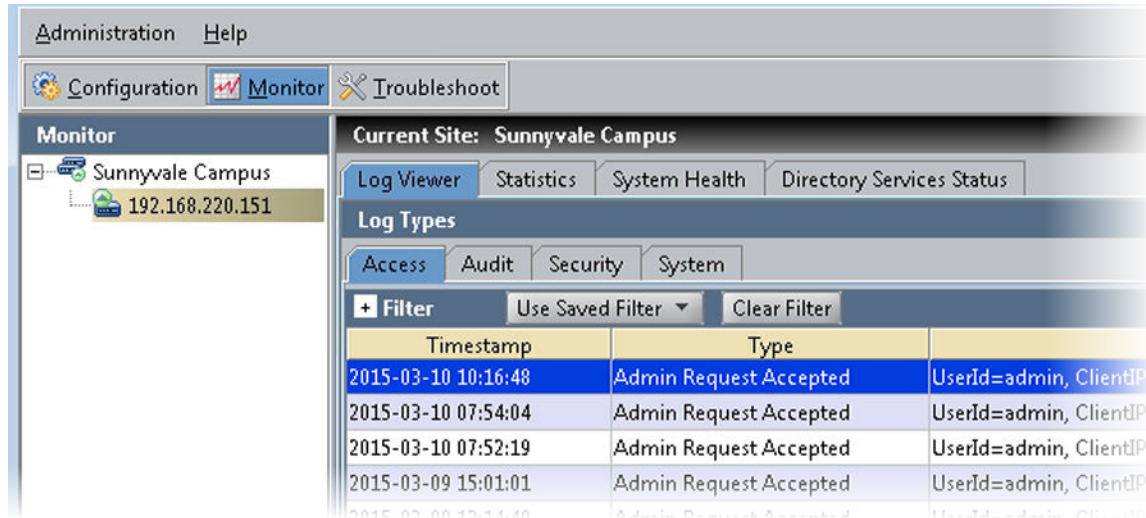 Administration Help
Configuration Monitor Troubleshoot
Monitor
Sunnyvale Campus
192.168.220.151
Current Site: Sunnyvale Campus
Log Viewer Statistics System Health Directory Services Status
Log Types
Access Audit Security System
+ Filter Use Saved Filter Clear Filter
Timestamp Type
2015-03-10 10:16:48 Admin Request Accepted UserId=admin, ClientIP
2015-03-10 07:54:04 Admin Request Accepted UserId=admin, ClientIP
2015-03-10 07:52:19 Admin Request Accepted UserId=admin, ClientIP
2015-03-09 15:01:01 Admin Request Accepted UserId=admin, ClientIP